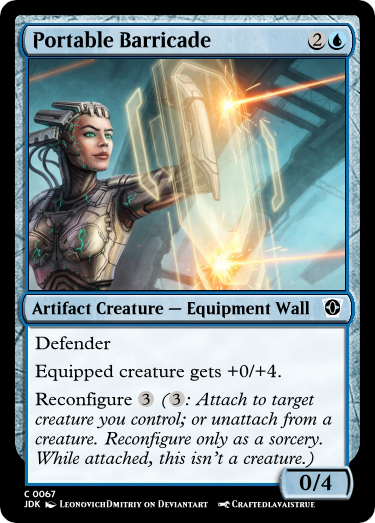 Portable Barricade 2
Artifact Creature — Equipment Wall
Defender
Equipped creature gets +0/+4.
Reconfigure 3 (3: Attach to target
creature you control; or unattach from a
creature. Reconfigure only as a sorcery.
While attached, this isn't a creature.)
0/4
C 0067
JDK LeonovichDmitriy on Deviantart Craftedlavaistrue